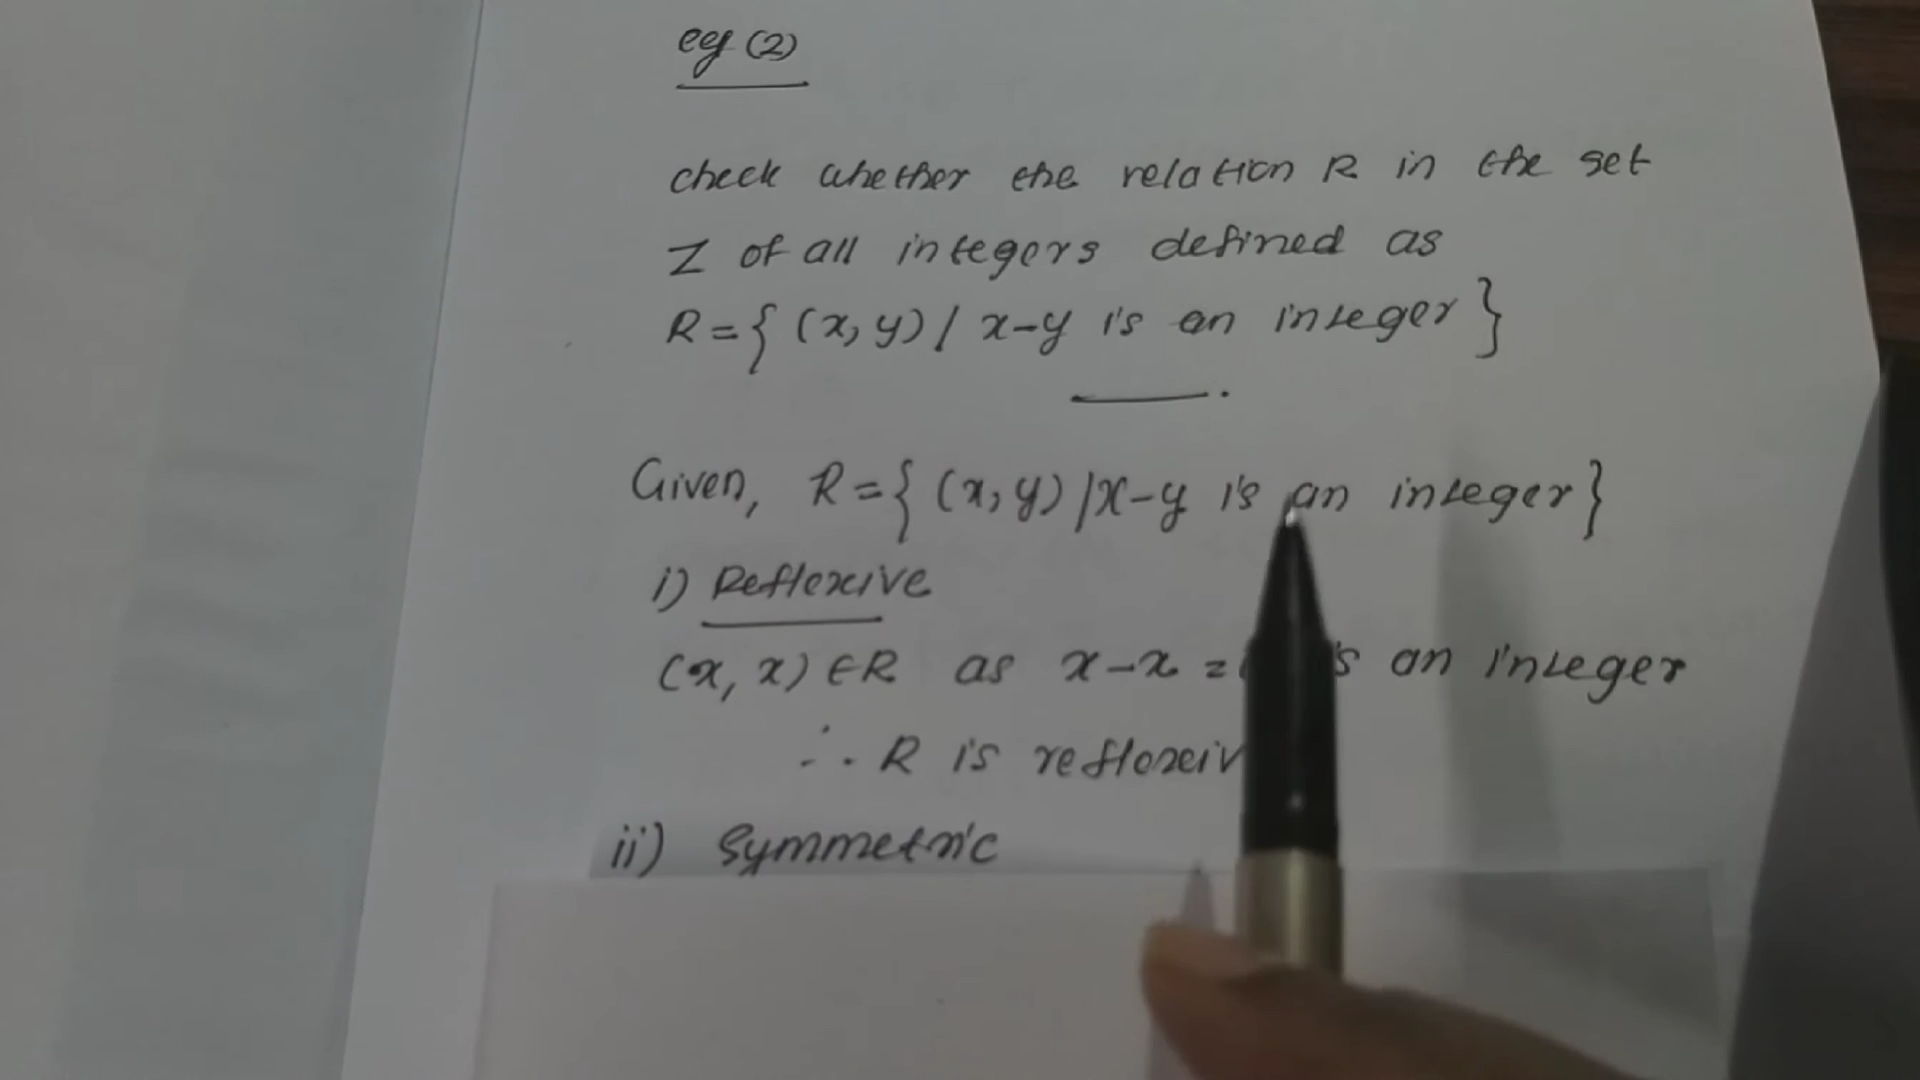 eg (2)
check whether the relation R in the set
Z of all integers defined as
R = { (x, y) / x-y is an integer }
Given, R = { (x, y) / x-y is an integer }
i) Reflexive
(x, x) ∈ R as x-x = an integer
∴ R is
ii) Symmetric